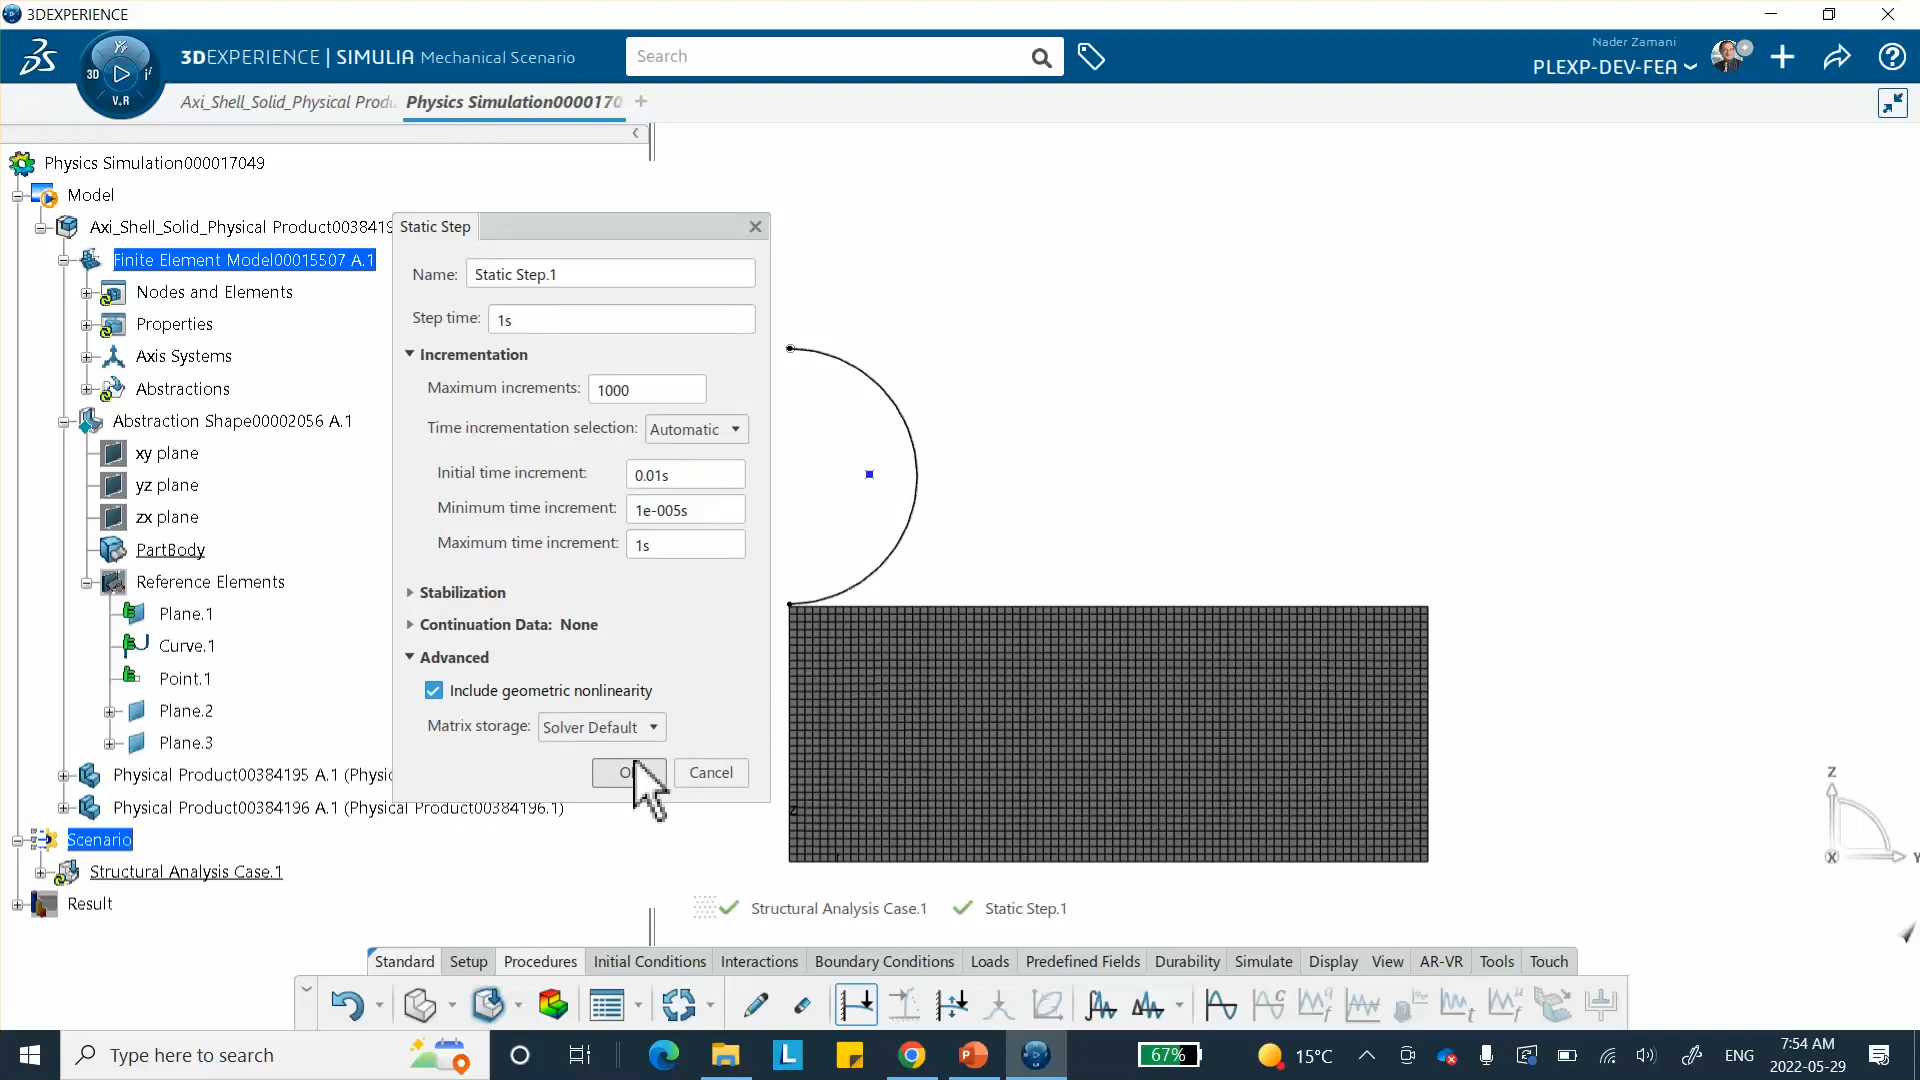 3DEXPERIENCE
3DEXPERIENCE | SIMULIA Mechanical Scenario
Search
Nader Zamani
PLEXP-DEV-FEA
3D
V.R
Axi_Shell_Solid_Physical Produ
Physics Simulation0000170
Physics Simulation000017049
Model
Axi_Shell_Solid_Physical Product0038419
Finite Element Model00015507 A.1
Nodes and Elements
Properties
Axis Systems
Abstractions
Abstraction Shape00002056 A.1
xy plane
yz plane
zx plane
PartBody
Reference Elements
Plane.1
Curve.1
Point.1
Plane.2
Plane.3
Physical Product00384195 A.1 (Physic
Physical Product00384196 A.1 (Physical Product00384196.1)
Scenario
Structural Analysis Case.1
Result
Static Step
Name: Static Step.1
Step time: 1s
Incrementation
Maximum increments: 1000
Time incrementation selection: Automatic
Initial time increment: 0.01s
Minimum time increment: 1e-005s
Maximum time increment: 1s
Stabilization
Continuation Data: None
Advanced
Include geometric nonlinearity
Matrix storage: Solver Default
Cancel
Z
X
Y
Structural Analysis Case.1
Static Step.1
Standard Setup Procedures Initial Conditions Interactions Boundary Conditions Loads Predefined Fields Durability Simulate Display View AR-VR Tools Touch
Type here to search
67%
15°C
ENG
7:54 AM
2022-05-29